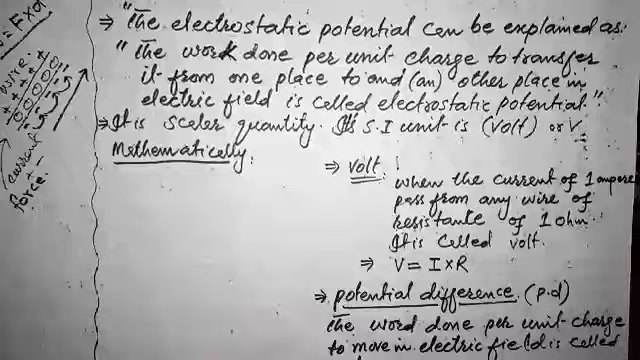 W = F x d
wire.
current
force.
⇒ "The electrostatic potential can be explained as:
"The work done per unit charge to transfer
it from one place to and (an) other place in
electric field is called electrostatic potential."
⇒ It is scaler quantity. It's S.I unit is (Volt) or V.
Mathematically.
⇒ Volt!
When the current of 1 ampere
pass from any wire of
resistante of 1 ohm.
It is called volt.
⇒ V = I x R
⇒ potential difference. (p.d)
The word done per unit-charge
to move in electric field is called